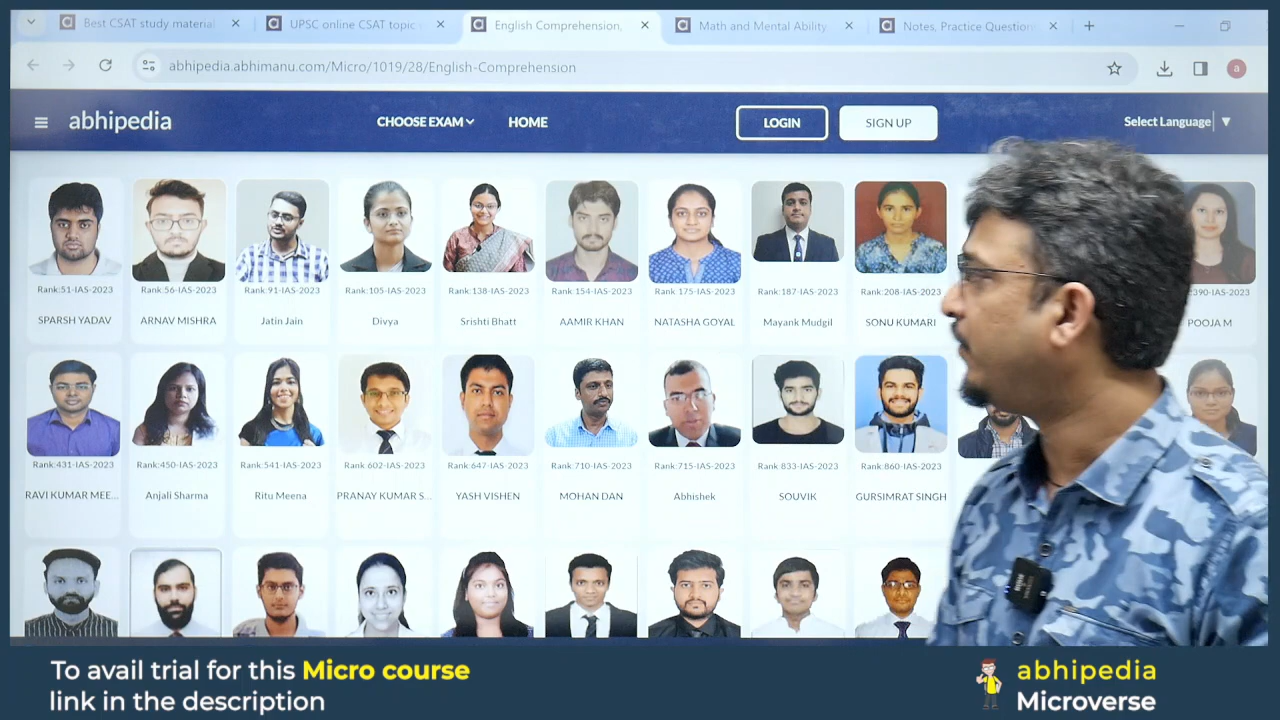 Best CSAT study material
UPSC online CSAT topic
English Comprehension,
Math and Mental Ability
Notes, Practice Question
abhipedia.abhimanu.com/Micro/1019/28/English-Comprehension
a
abhipedia
CHOOSE EXAM
HOME
LOGIN
SIGN UP
Select Language
Rank:51-IAS-2023
Rank:56-IAS-2023
Rank:91-IAS-2023
Rank:105-IAS-2023
Rank:138-IAS-2023
Rank:154-IAS-2023
Rank:175-IAS-2023
Rank:187-IAS-2023
Rank:208-IAS-2023
:390-IAS-2023
SPARSH YADAV
ARNAV MISHRA
Jatin Jain
Divya
Srishti Bhatt
AAMIR KHAN
NATASHA GOYAL
Mayank Mudgil
SONU KUMARI
POOJA M
Rank:431-IAS-2023
Rank:450-IAS-2023
Rank:541-IAS-2023
Rank:602-IAS-2023
Rank:647-IAS-2023
Rank:710-IAS-2023
Rank:715-IAS-2023
Rank:833-IAS-2023
Rank:860-IAS-2023
RAVI KUMAR MEE...
Anjali Sharma
Ritu Meena
PRANAY KUMAR S...
YASH VISHEN
MOHAN DAN
Abhishek
SOUVIK
GURSIMRAT SINGH
To avail trial for this Micro course
link in the description
abhipedia
Microverse